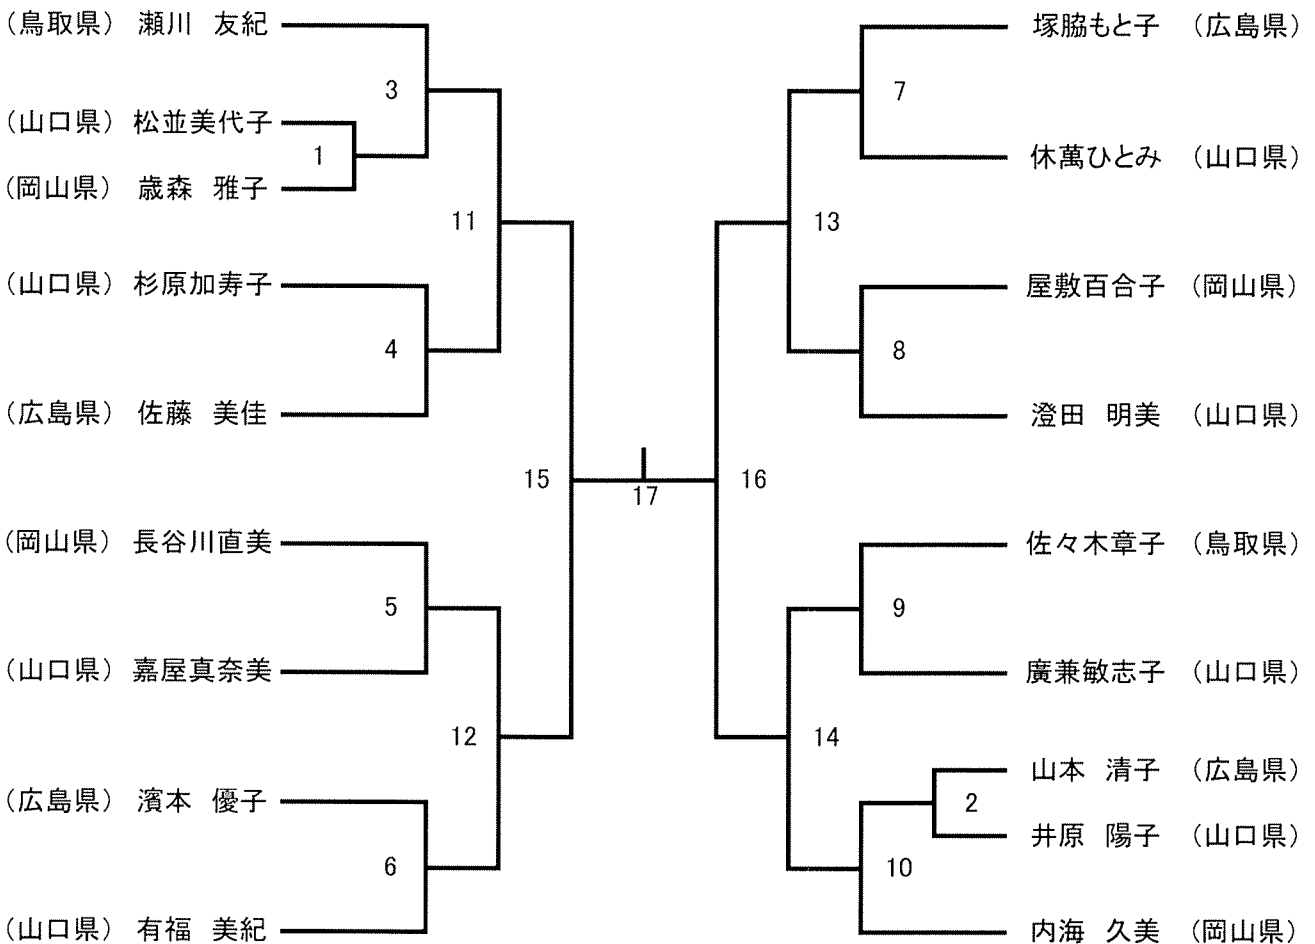 (鳥取県) 瀬川 友紀
3
(山口県) 松並美代子
1
(岡山県) 歳森 雅子
11
(山口県) 杉原加寿子
4
(広島県) 佐藤 美佳
15
(岡山県) 長谷川直美
5
(山口県) 嘉屋真奈美
12
(広島県) 濱本 優子
6
(山口県) 有福 美紀
17
塚脇もと子 (広島県)
7
休萬ひとみ (山口県)
13
屋敷百合子 (岡山県)
8
澄田 明美 (山口県)
16
佐々木章子 (鳥取県)
9
廣兼敏志子 (山口県)
14
山本 清子 (広島県)
2
井原 陽子 (山口県)
10
内海 久美 (岡山県)